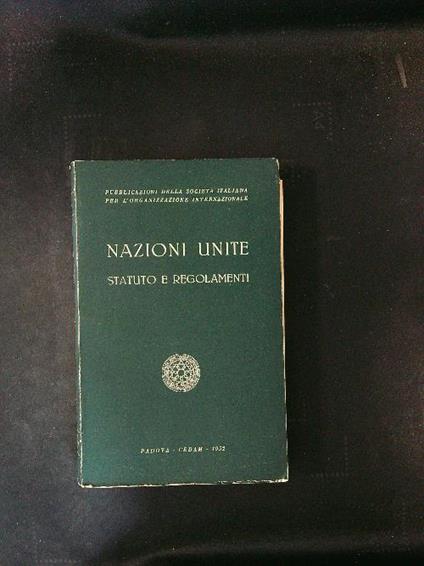 PUBBLICAZIONI DELLA SOCIETÀ ITALIANA
PER L'ORGANIZZAZIONE INTERNAZIONALE
NAZIONI UNITE
STATUTO E REGOLAMENTI
PADOVA - CEDAM - 1952